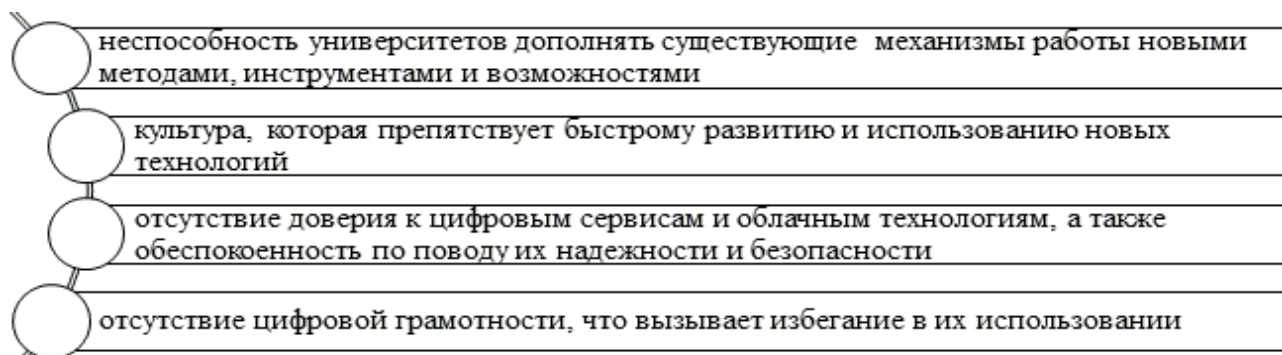 неспособность университетов дополнять существующие механизмы работы новыми
методами, инструментами и возможностями
культура, которая препятствует быстрому развитию и использованию новых
технологий
отсутствие доверия к цифровым сервисам и облачным технологиям, а также
обеспокоенность по поводу их надежности и безопасности
отсутствие цифровой грамотности, что вызывает избегание в их использовании